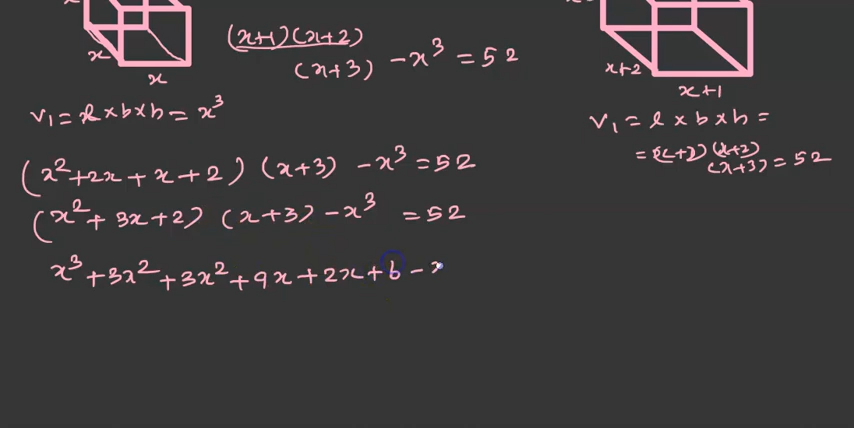 x
x
(x+1)(x+2)
(x+3) - x³ = 52
V₁ = l × b × h = x³
(x² + 2x + x + 2) (x+3) - x³ = 52
(x² + 3x + 2) (x+3) - x³ = 52
x³ + 3x² + 3x² + 9x + 2x + 6 -
x+2
x+1
V₁ = l × b × h =
(x+2)
(x+3) = 52